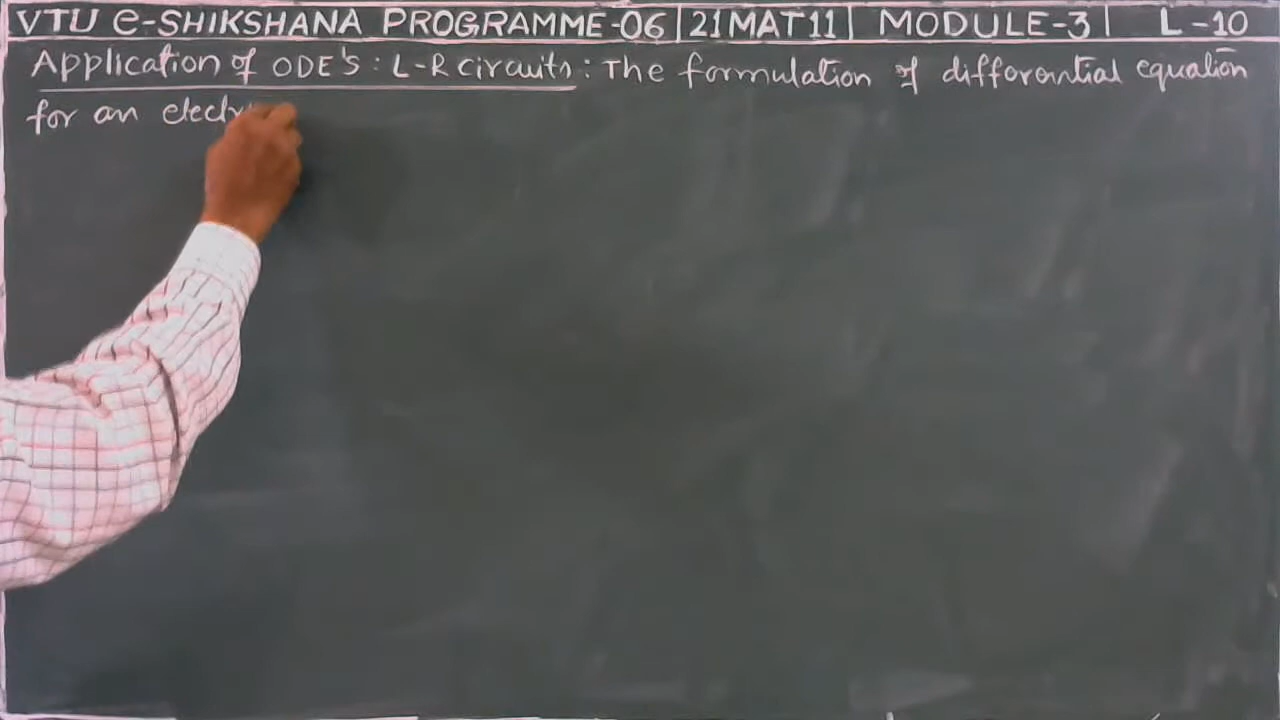 VTU e-SHIKSHANA PROGRAMME-06 | 21MAT11 | MODULE-3 | L-10
Application of ODE's : L-R circuits : The formulation of differential equation
for an electr